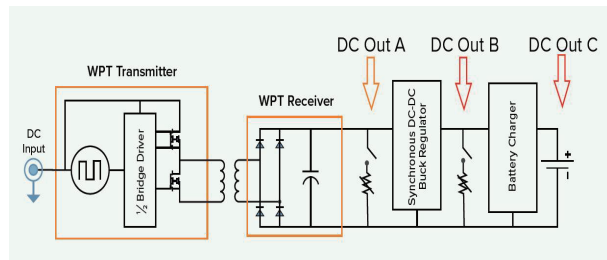 DC Out A
DC Out B
DC Out C
WPT Transmitter
WPT Receiver
DC
Input
½ Bridge Driver
Synchronous DC-DC
Buck Regulator
Battery Charger
+
-